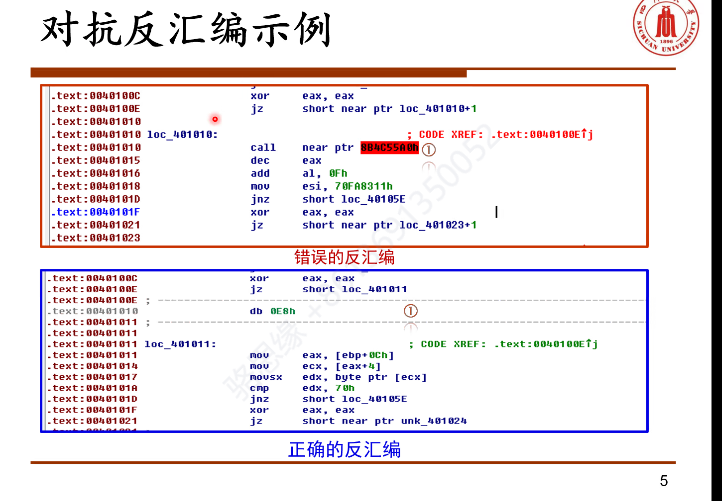 对抗反汇编示例
.text:0040100C xor eax, eax
.text:0040100E jz short near ptr loc_401010+1
.text:00401010
.text:00401010 loc_401010: ; CODE XREF: .text:0040100E↑j
.text:00401010 call near ptr 8B4C55A0h ①
.text:00401015 dec eax
.text:00401016 add al, 0Fh
.text:00401018 mov esi, 70FA8311h
.text:0040101D jnz short loc_40105E
.text:0040101F xor eax, eax
.text:00401021 jz short near ptr loc_401023+1
.text:00401023
错误的反汇编
.text:0040100C xor eax, eax
.text:0040100E jz short loc_401011
.text:0040100E ; ---------------------------------------------------------------------------
.text:00401010 db 0E8h ①
.text:00401011 ; ---------------------------------------------------------------------------
.text:00401011
.text:00401011 loc_401011: ; CODE XREF: .text:0040100E↑j
.text:00401011 mov eax, [ebp+0Ch]
.text:00401014 mov ecx, [eax+4]
.text:00401017 movsx edx, byte ptr [ecx]
.text:0040101A cmp edx, 70h
.text:0040101D jnz short loc_40105E
.text:0040101F xor eax, eax
.text:00401021 jz short near ptr unk_401024
正确的反汇编
5